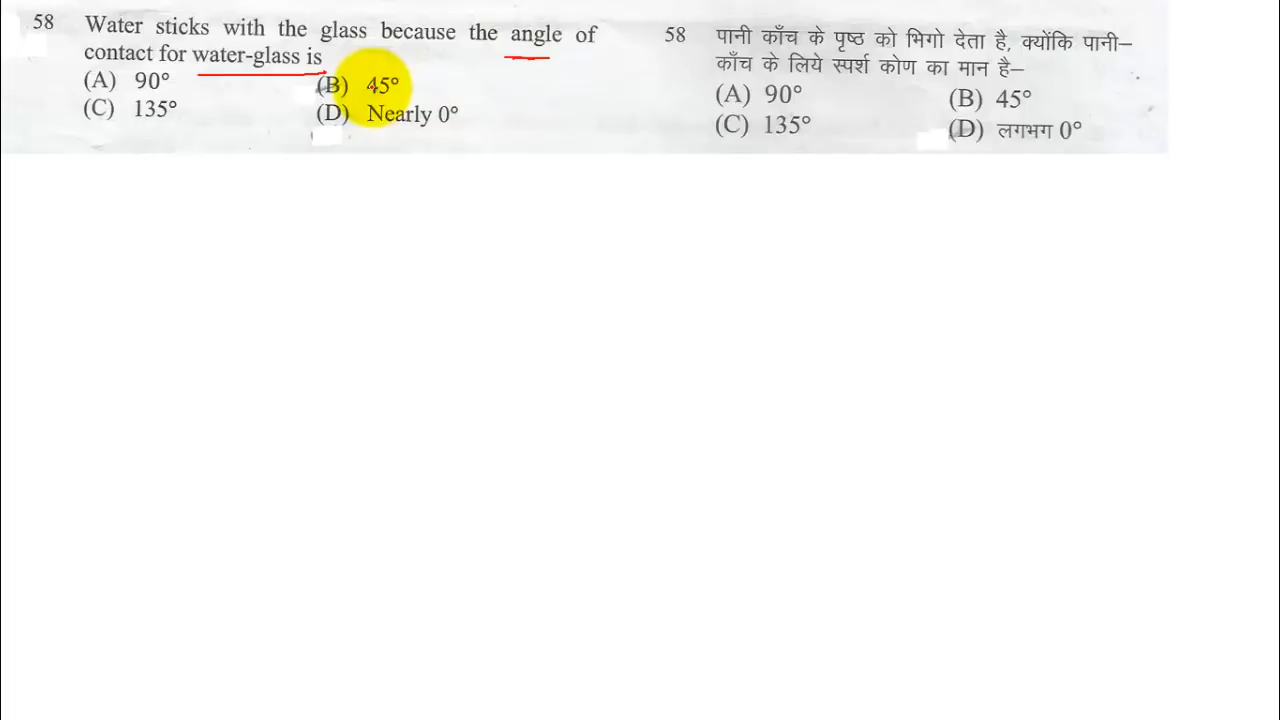 58 Water sticks with the glass because the angle of
contact for water-glass is
(A) 90° (B) 45°
(C) 135° (D) Nearly 0°
58 पानी काँच के पृष्ठ को भिगो देता है, क्योंकि पानी–
काँच के लिये स्पर्श कोण का मान है–
(A) 90° (B) 45°
(C) 135° (D) लगभग 0°